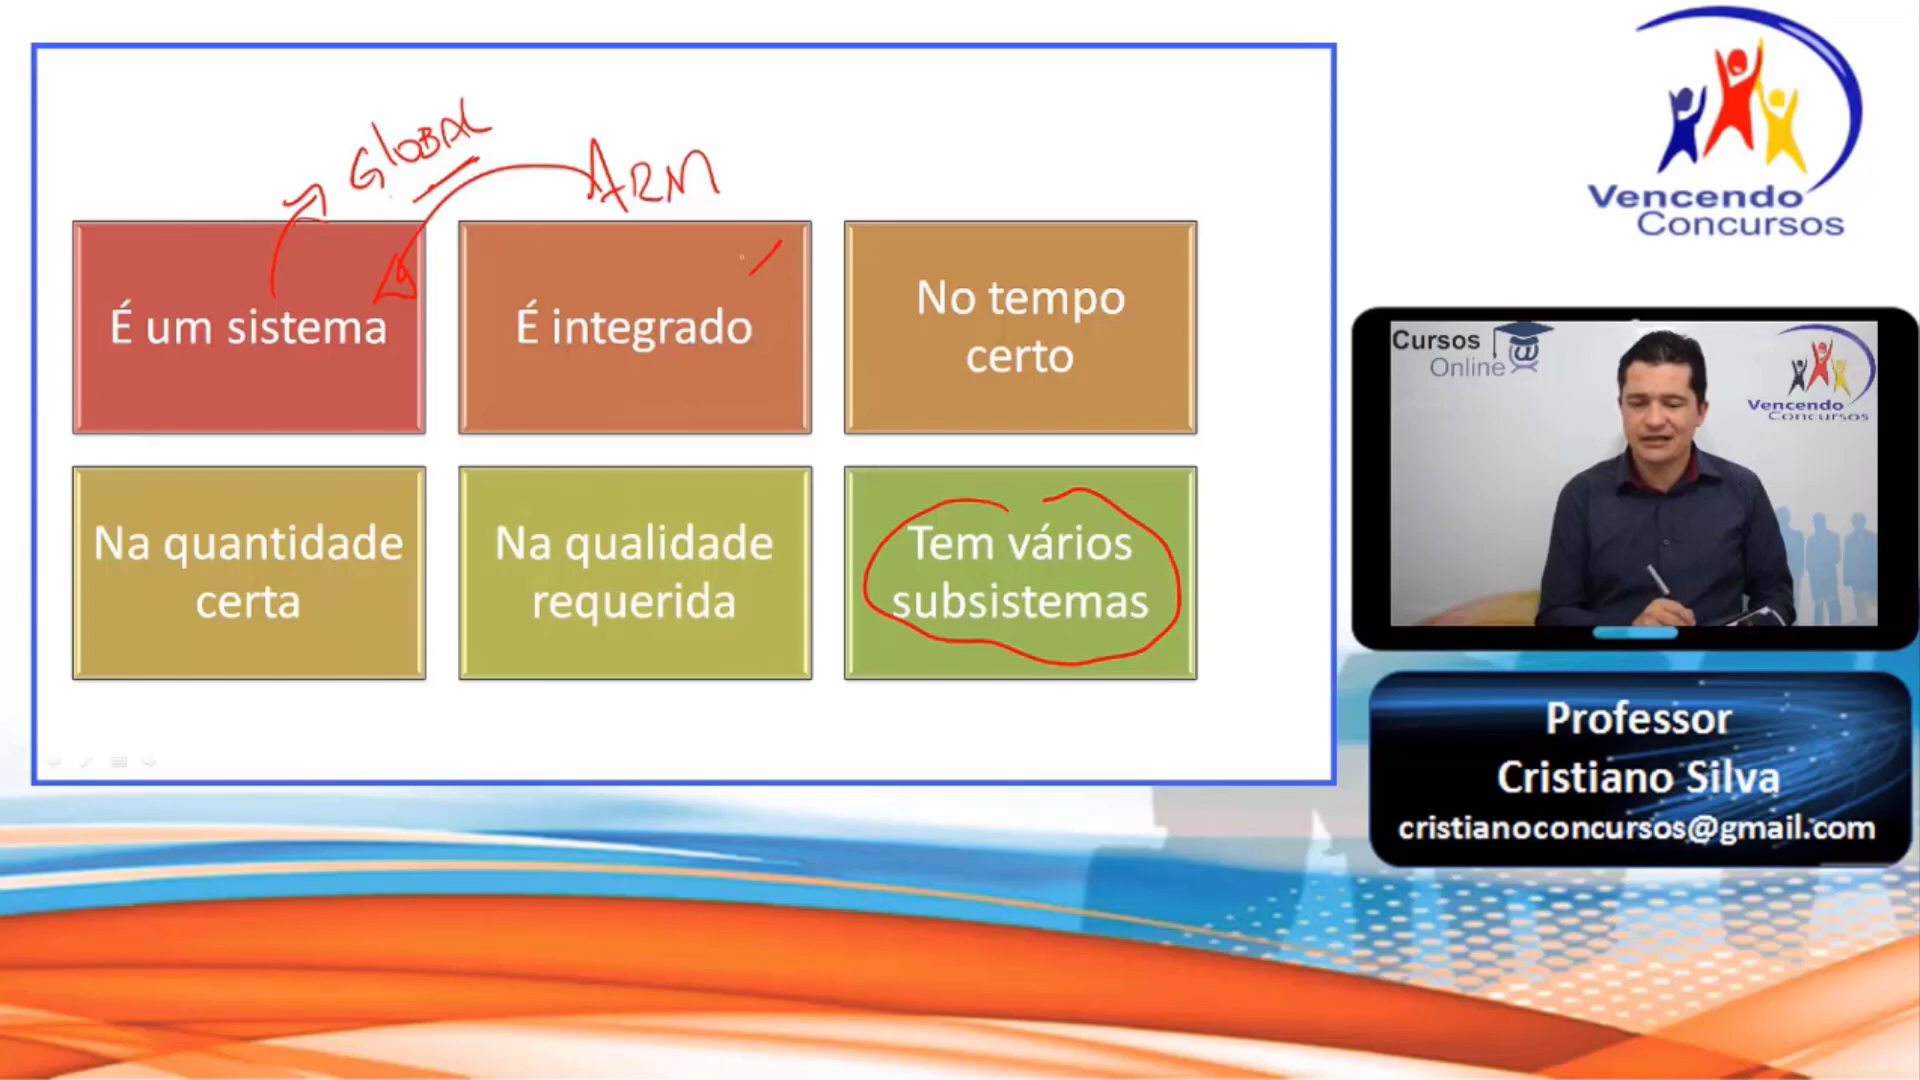 GLOBAL
ARM
É um sistema
É integrado
No tempo
certo
Na quantidade
certa
Na qualidade
requerida
Tem vários
subsistemas
Vencendo
Concursos
Cursos
Online
Vencendo
Concursos
Professor
Cristiano Silva
cristianoconcursos@gmail.com